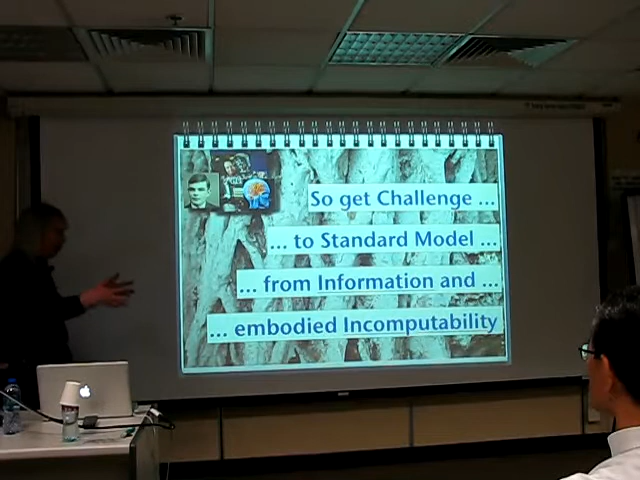 So get Challenge ...
... to Standard Model ...
... from Information and ...
... embodied Incomputability